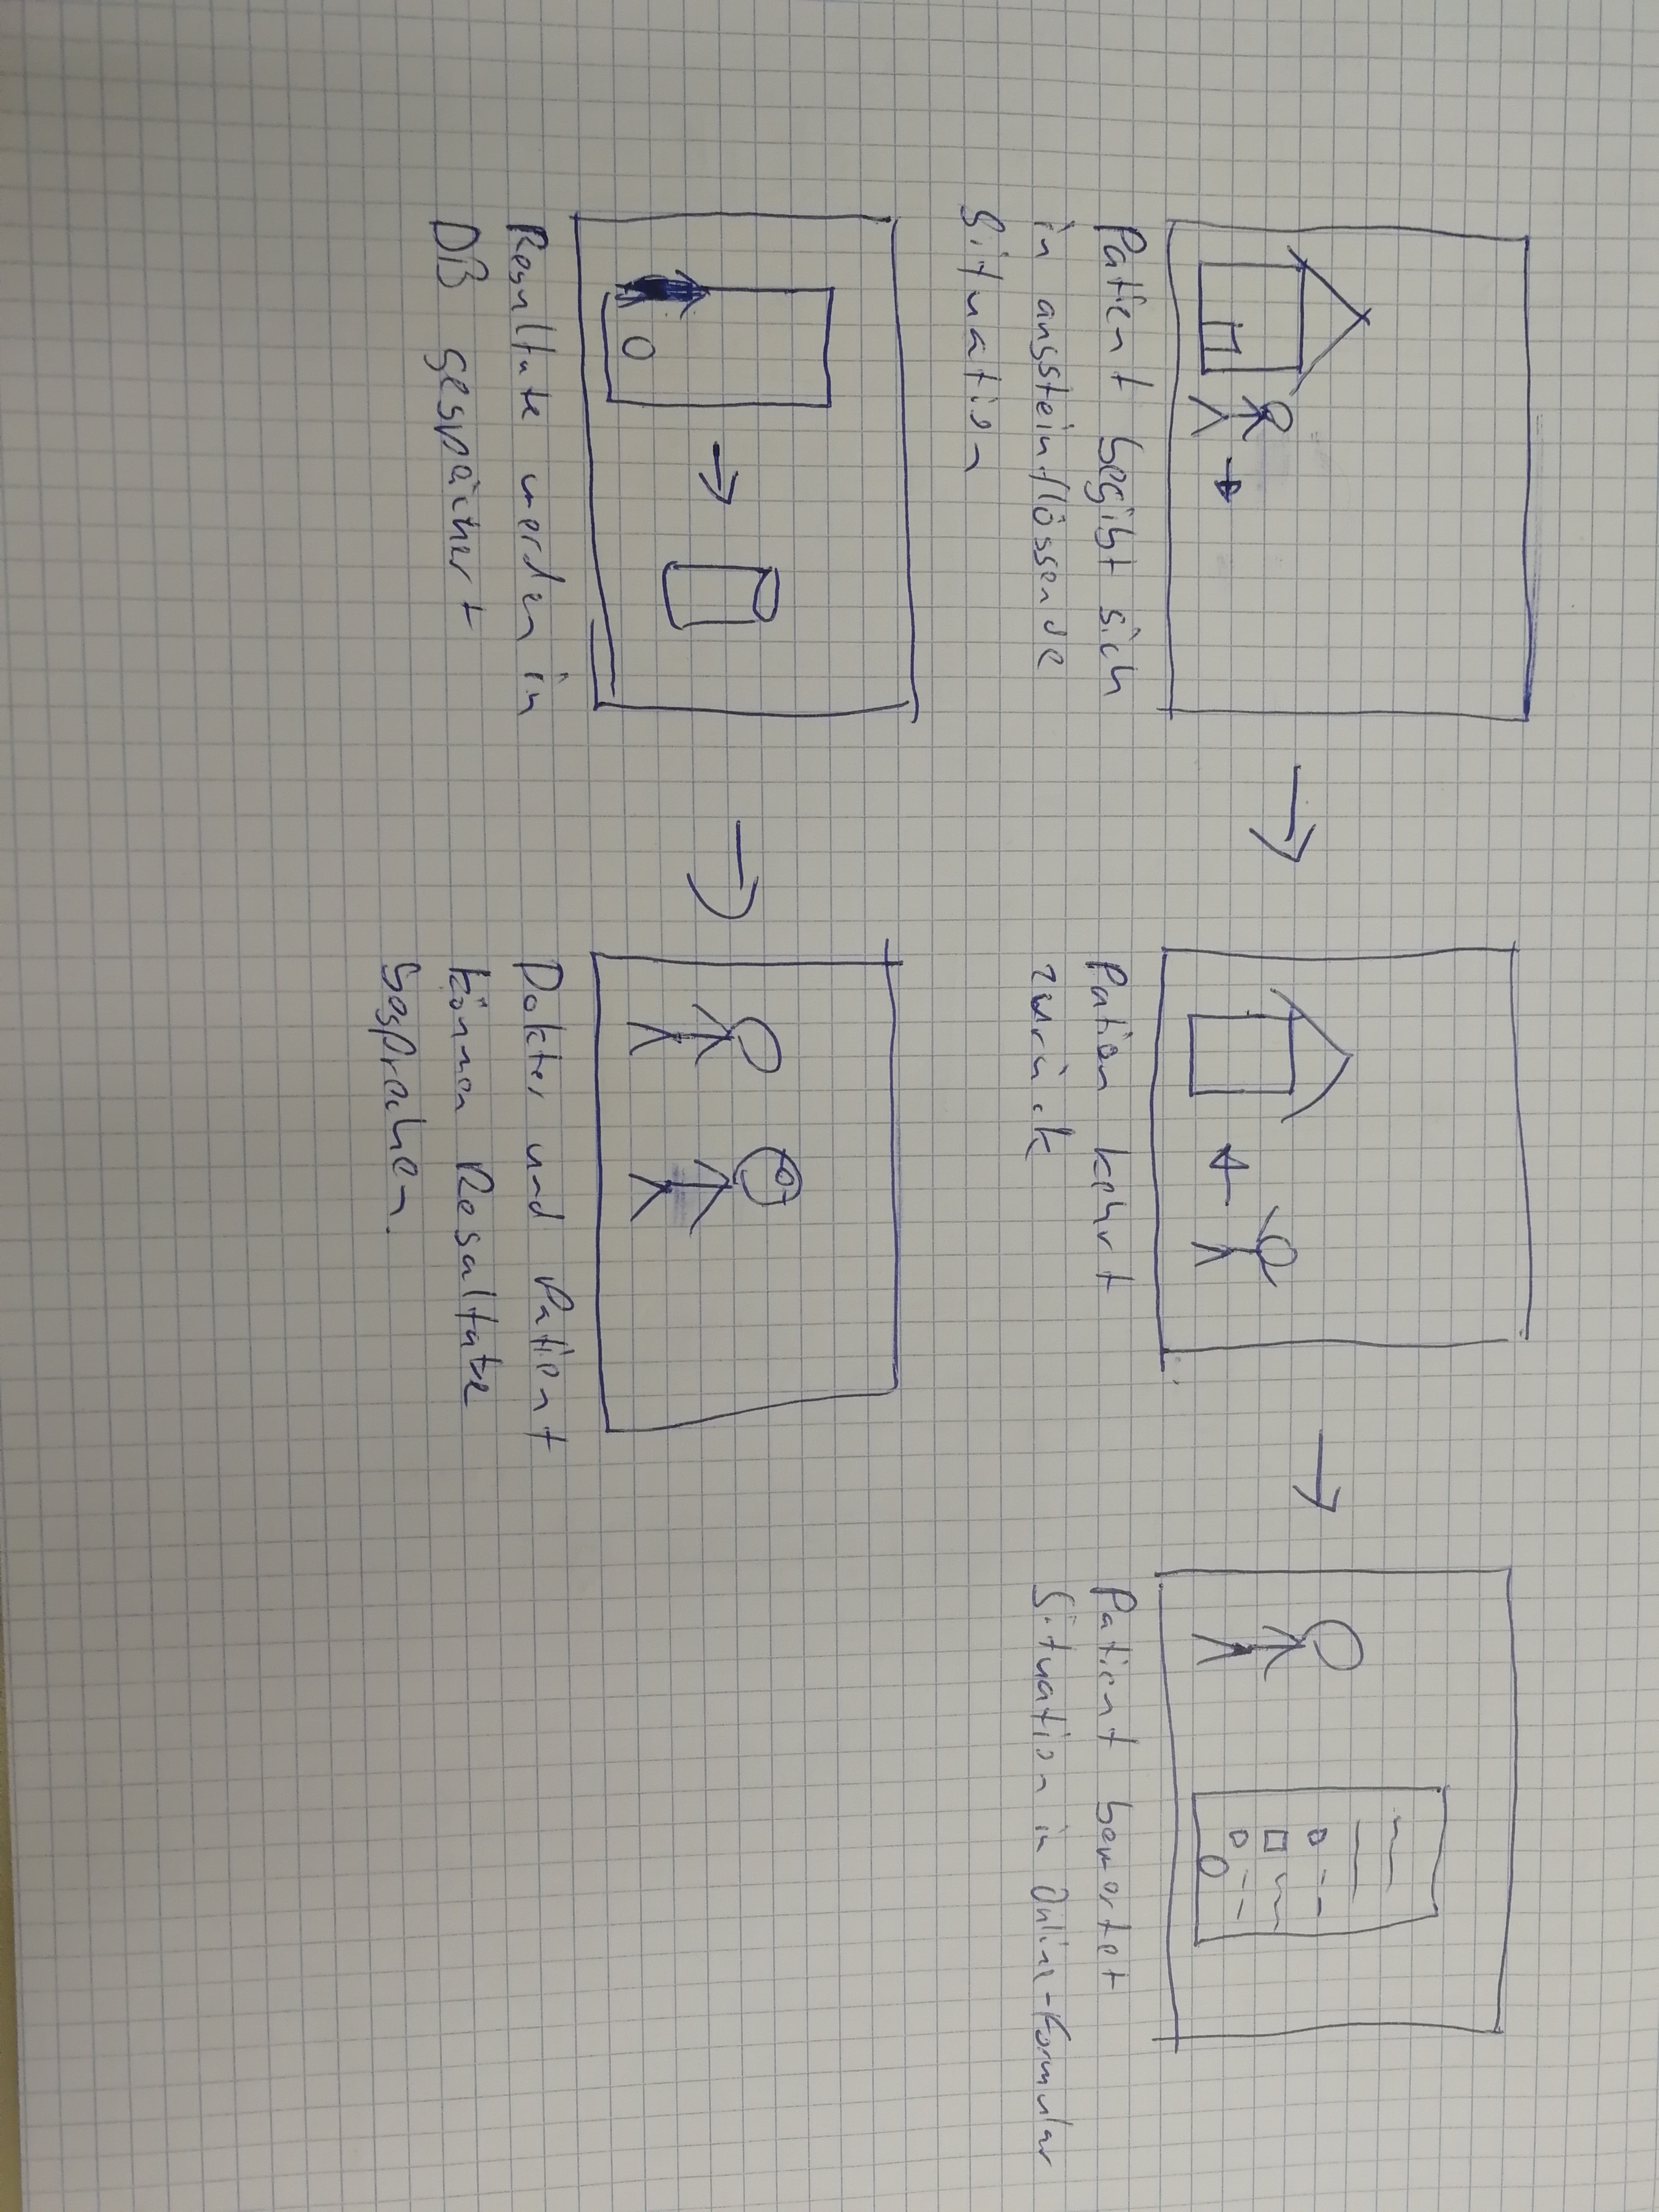 Patient begibt sich
in angsteinflössende
Situation
Patien kehrt
zurück
Patient bewertet
Situation in Online-Formular
Resultate werden in
DB gespeichert
Dokter und Patient
können Resultate
besprechen.